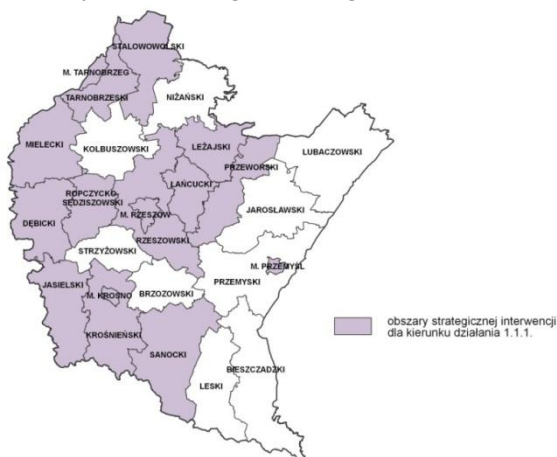 STALOWOWOLSKI
M. TARNOBRZEG
TARNOBRZESKI
NIŻAŃSKI
MIELECKI
KOLBUSZOWSKI
LEŻAJSKI
LUBACZOWSKI
PRZEWORSKI
ROPCZYCKO-
SĘDZISZOWSKI
ŁAŃCUCKI
M. RZESZÓW
JAROSŁAWSKI
DĘBICKI
RZESZOWSKI
STRZYŻOWSKI
M. PRZEMYŚL
JASIELSKI
M. KROSNO
BRZOZOWSKI
PRZEMYSKI
KROŚNIEŃSKI
SANOCKI
LESKI
BIESZCZADZKI
obszary strategicznej interwencji
dla kierunku działania 1.1.1.